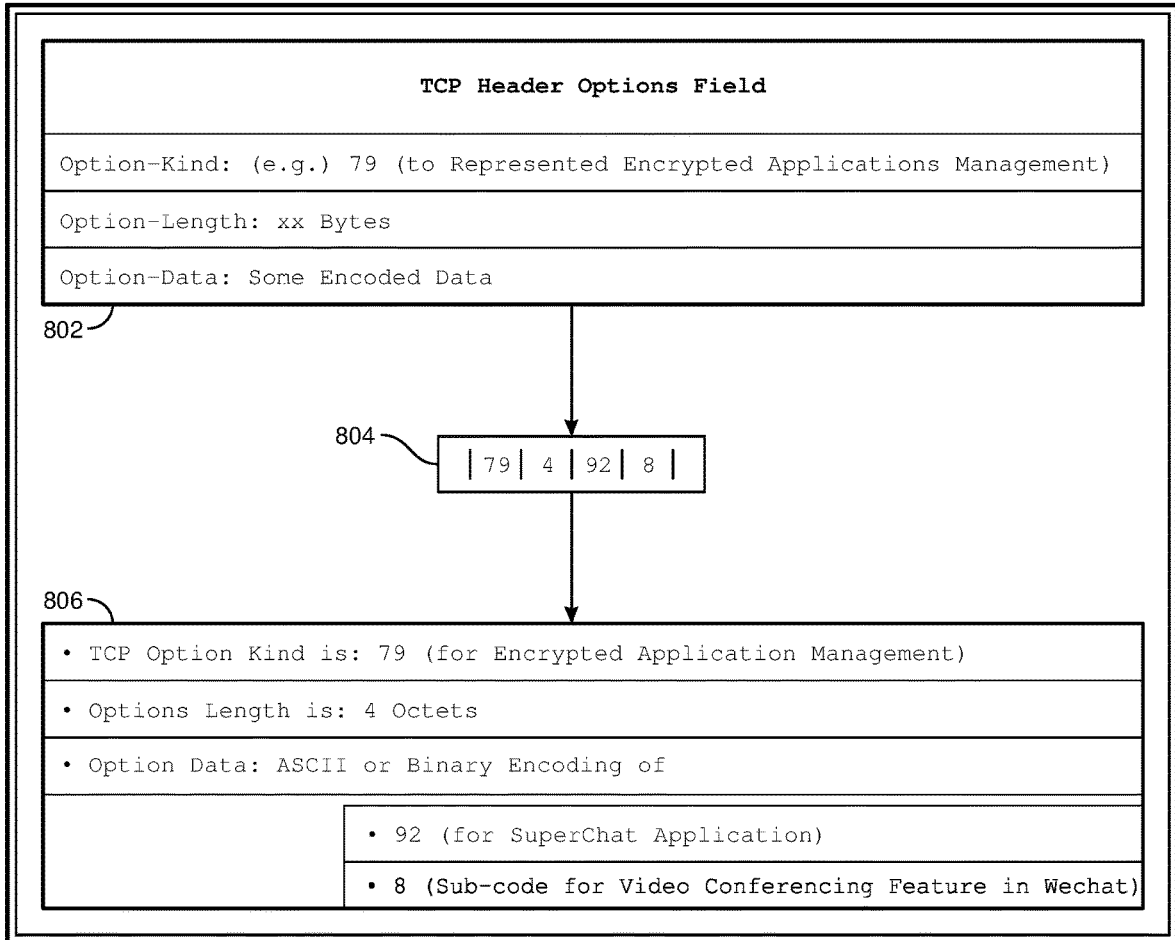 TCP Header Options Field
Option-Kind: (e.g.) 79 (to Represented Encrypted Applications Management)
Option-Length: xx Bytes
Option-Data: Some Encoded Data
802
804
| 79 | 4 | 92 | 8 |
806
• TCP Option Kind is: 79 (for Encrypted Application Management)
• Options Length is: 4 Octets
• Option Data: ASCII or Binary Encoding of
• 92 (for SuperChat Application)
• 8 (Sub-code for Video Conferencing Feature in Wechat)